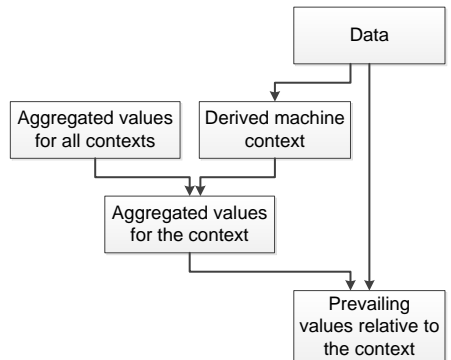 Data
Aggregated values
for all contexts
Derived machine
context
Aggregated values
for the context
Prevailing
values relative to
the context